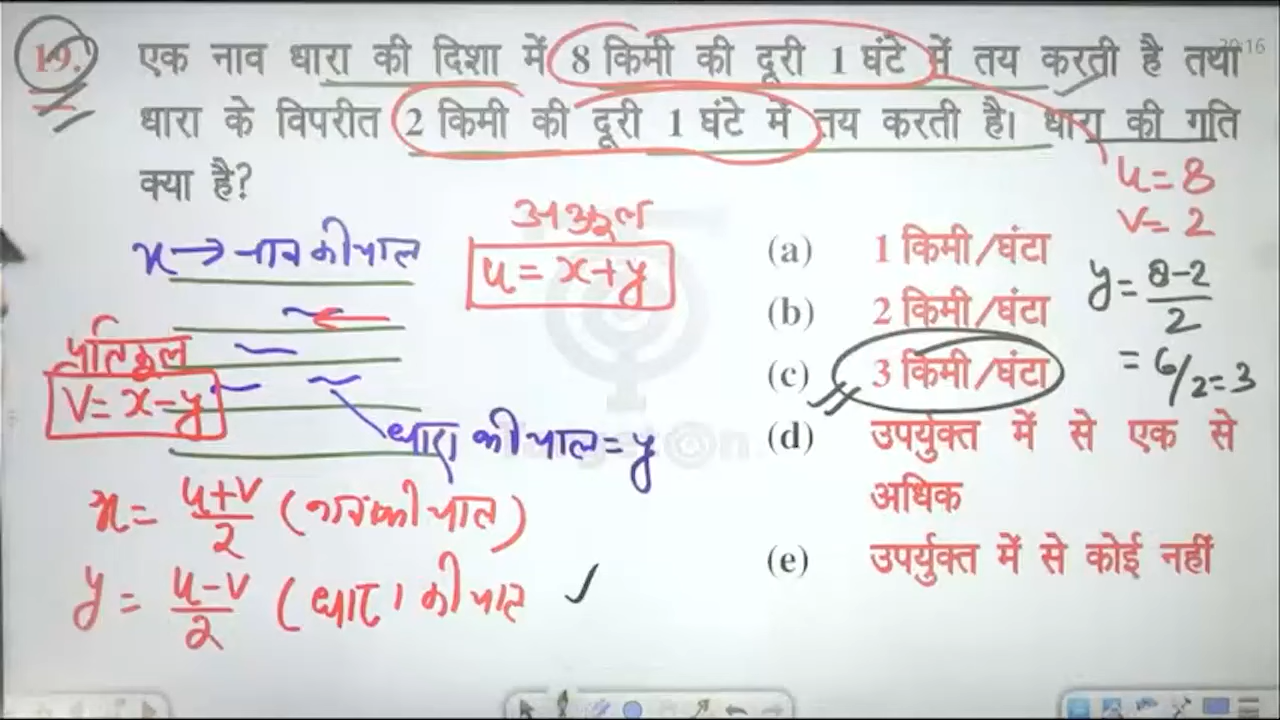 19. एक नाव धारा की दिशा में 8 किमी की दूरी 1 घंटे में तय करती है तथा
धारा के विपरीत 2 किमी की दूरी 1 घंटे में तय करती है। धारा की गति
क्या है?
u=8
v=2
x → नाव की चाल
अनुकूल
u = x+y
(a) 1 किमी/घंटा
y = 8-2/2
(b) 2 किमी/घंटा
प्रतिकूल
v = x-y
(c) 3 किमी/घंटा
= 6/2 = 3
धारा की चाल = y
(d) उपर्युक्त में से एक से
अधिक
x = u+v/2 (नाव की चाल)
(e) उपर्युक्त में से कोई नहीं
y = u-v/2 (धारा की चाल